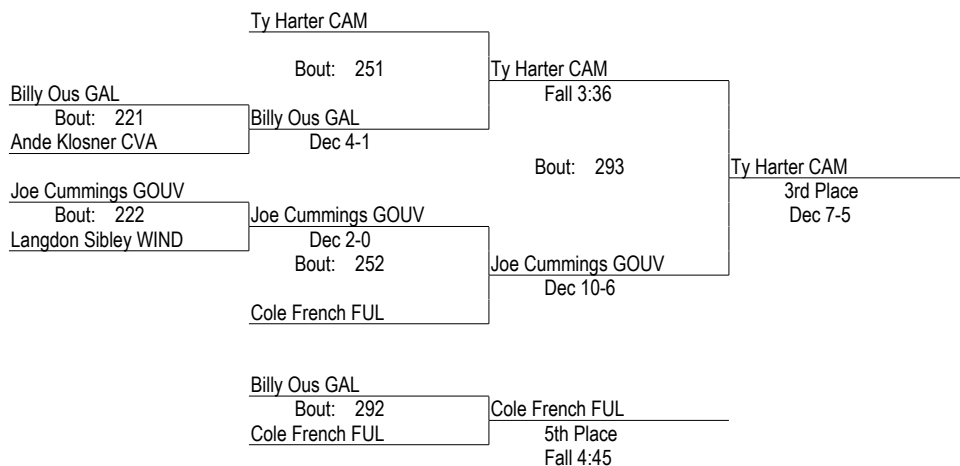 Ty Harter CAM
Bout: 251
Ty Harter CAM
Fall 3:36
Billy Ous GAL
Bout: 221
Ande Klosner CVA
Billy Ous GAL
Dec 4-1
Bout: 293
Ty Harter CAM
3rd Place
Dec 7-5
Joe Cummings GOUV
Bout: 222
Langdon Sibley WIND
Joe Cummings GOUV
Dec 2-0
Bout: 252
Joe Cummings GOUV
Dec 10-6
Cole French FUL
Billy Ous GAL
Bout: 292
Cole French FUL
Cole French FUL
5th Place
Fall 4:45